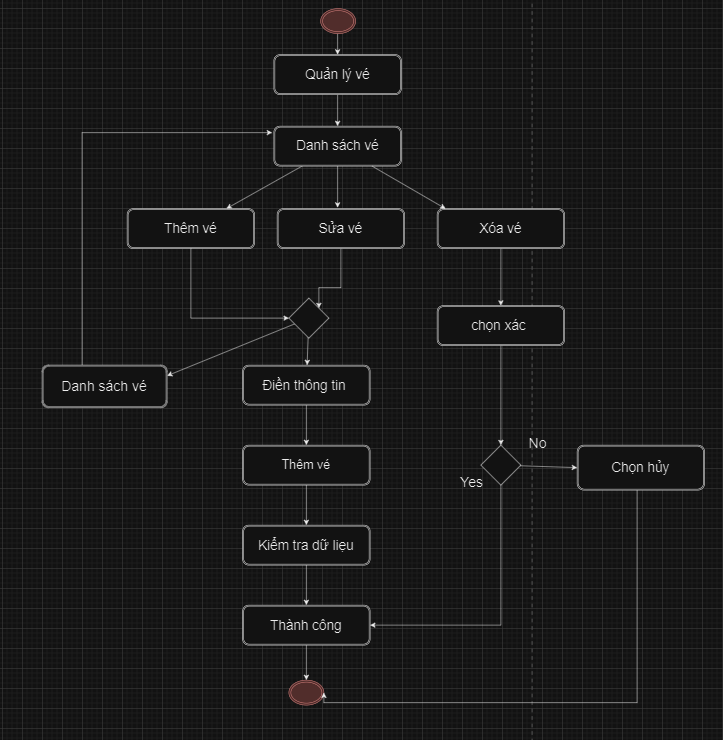 Quản lý vé
Danh sách vé
Thêm vé
Sửa vé
Xóa vé
chọn xác
Danh sách vé
Điền thông tin
No
Yes
Thêm vé
Chọn hủy
Kiểm tra dữ liệu
Thành công